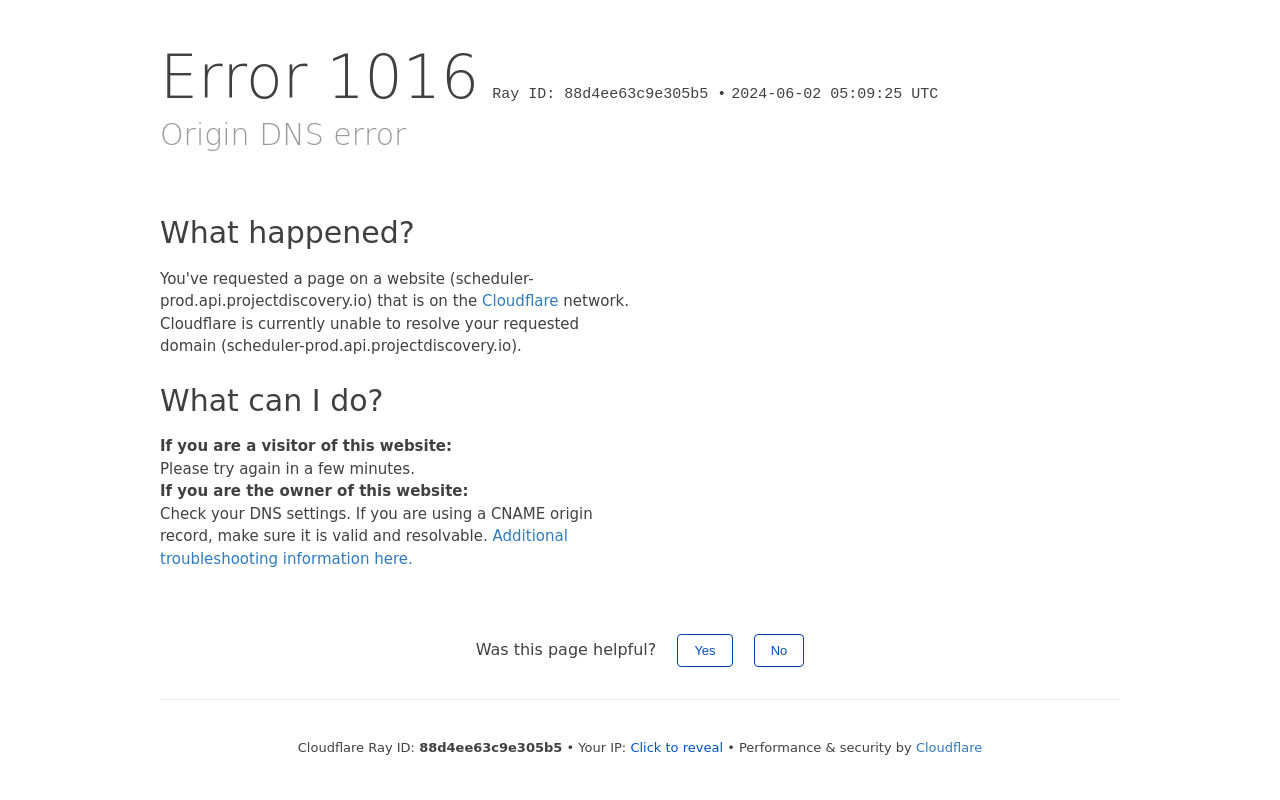 Error 1016 Ray ID: 88d4ee63c9e305b5 • 2024-06-02 05:09:25 UTC
Origin DNS error
What happened?
You've requested a page on a website (scheduler-
prod.api.projectdiscovery.io) that is on the Cloudflare network.
Cloudflare is currently unable to resolve your requested
domain (scheduler-prod.api.projectdiscovery.io).
What can I do?
If you are a visitor of this website:
Please try again in a few minutes.
If you are the owner of this website:
Check your DNS settings. If you are using a CNAME origin
record, make sure it is valid and resolvable. Additional
troubleshooting information here.
Was this page helpful? Yes No
Cloudflare Ray ID: 88d4ee63c9e305b5 • Your IP: Click to reveal • Performance & security by Cloudflare